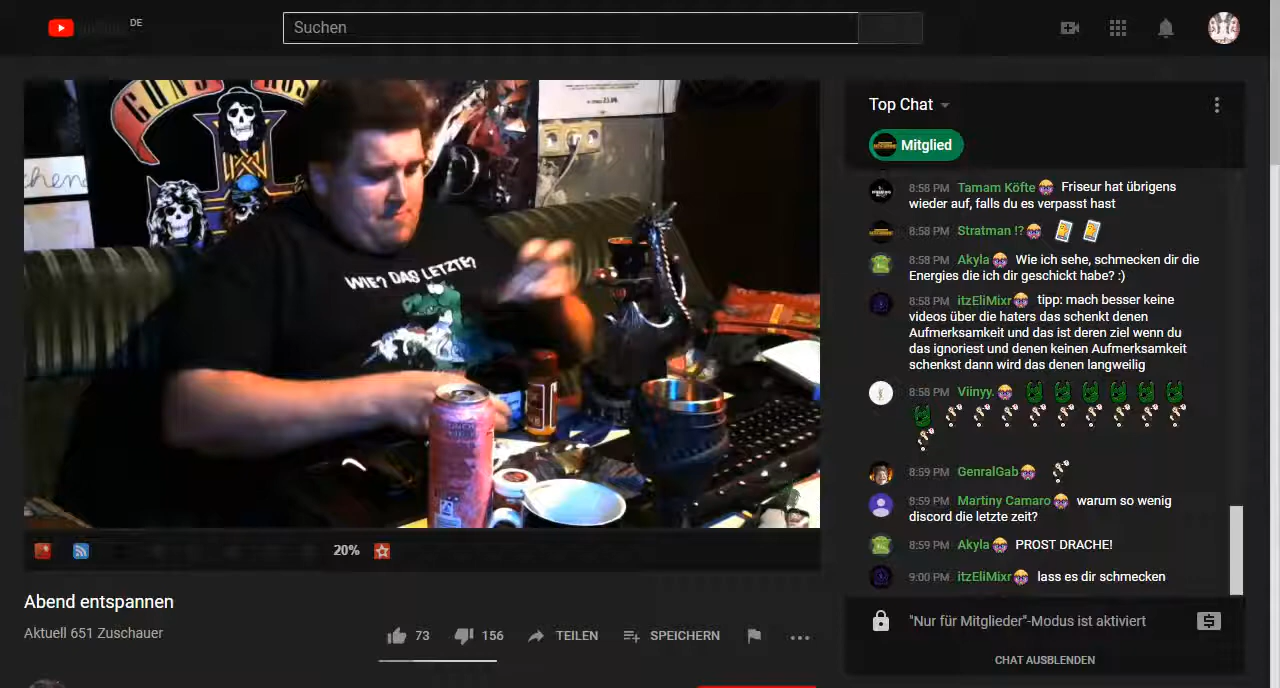 DE
Suchen
GUNS
chend
23.04.
WIE? DAS LETZTE?
20%
Abend entspannen
Aktuell 651 Zuschauer
73
156
TEILEN
SPEICHERN
Top Chat
Mitglied
8:58 PM Tamam Köfte Friseur hat übrigens
wieder auf, falls du es verpasst hast
8:58 PM Stratman !?
8:58 PM Akyla Wie ich sehe, schmecken dir die
Energies die ich dir geschickt habe? :)
8:58 PM itzEliMixr tipp: mach besser keine
videos über die haters das schenkt denen
Aufmerksamkeit und das ist deren ziel wenn du
das ignoriest und denen keinen Aufmerksamkeit
schenkst dann wird das denen langweilig
8:58 PM Viinyy.
8:59 PM GenralGab
8:59 PM Martiny Camaro warum so wenig
discord die letzte zeit?
8:59 PM Akyla PROST DRACHE!
9:00 PM itzEliMixr lass es dir schmecken
"Nur für Mitglieder"-Modus ist aktiviert
CHAT AUSBLENDEN